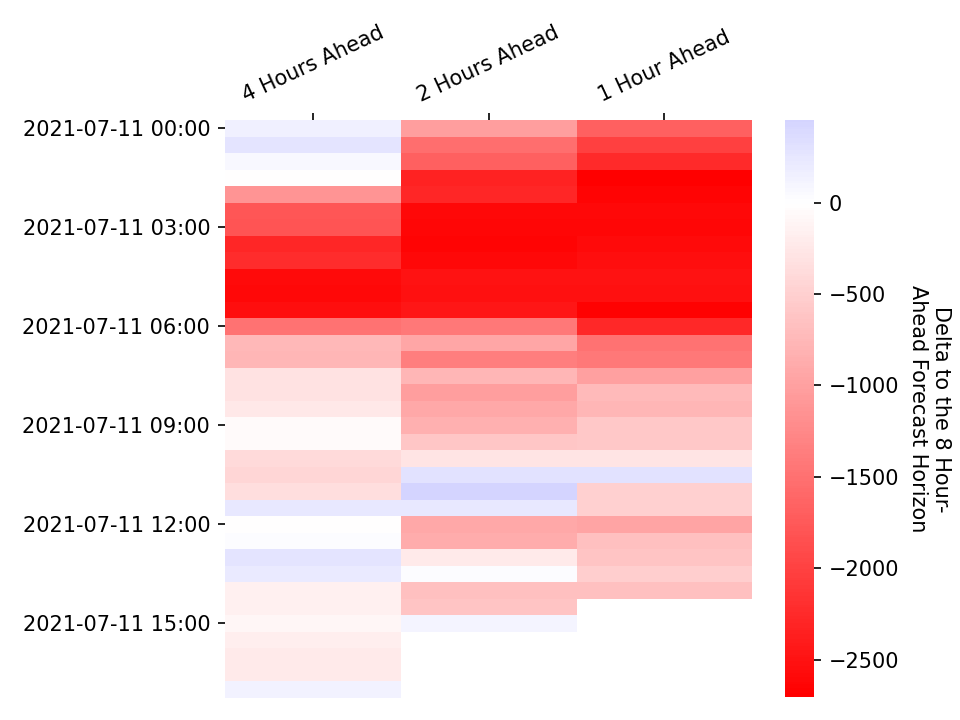 4 Hours Ahead
2 Hours Ahead
1 Hour Ahead
2021-07-11 00:00
2021-07-11 03:00
2021-07-11 06:00
2021-07-11 09:00
2021-07-11 12:00
2021-07-11 15:00
0
−500
−1000
−1500
−2000
−2500
Delta to the 8 Hour-
Ahead Forecast Horizon